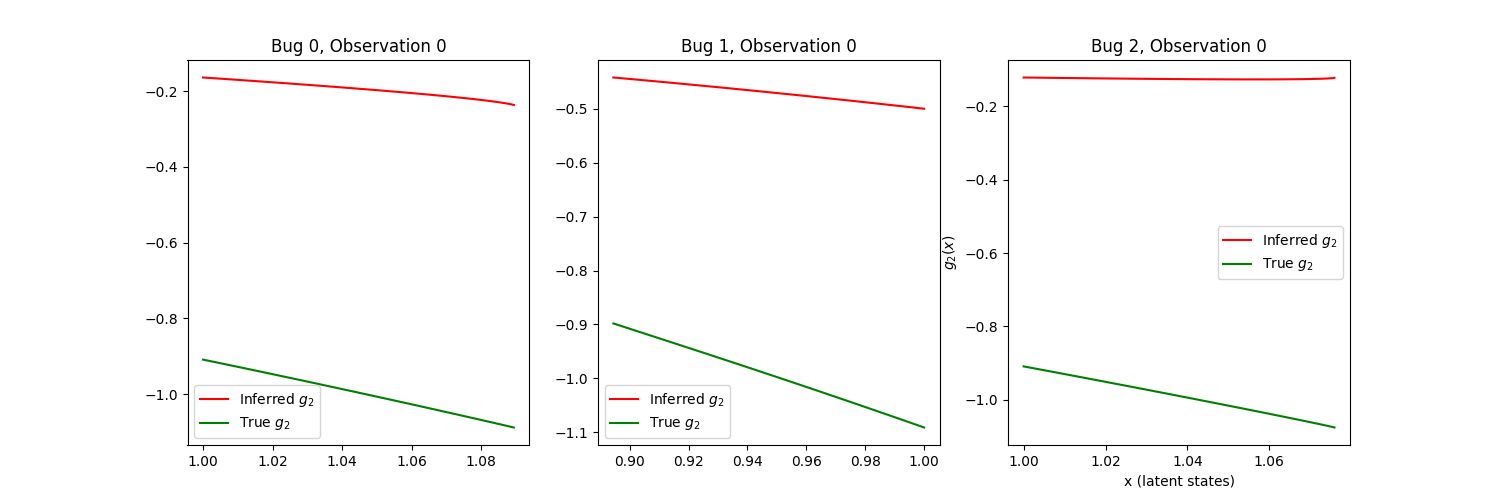 Bug 0, Observation 0
−0.2
−0.4
−0.6
−0.8
−1.0
Inferred g₂
True g₂
1.00 1.02 1.04 1.06 1.08
Bug 1, Observation 0
−0.5
−0.6
−0.7
−0.8
−0.9
−1.0
−1.1
Inferred g₂
True g₂
0.90 0.92 0.94 0.96 0.98 1.00
Bug 2, Observation 0
g₂(x)
−0.2
−0.4
−0.6
−0.8
−1.0
Inferred g₂
True g₂
1.00 1.02 1.04 1.06
x (latent states)